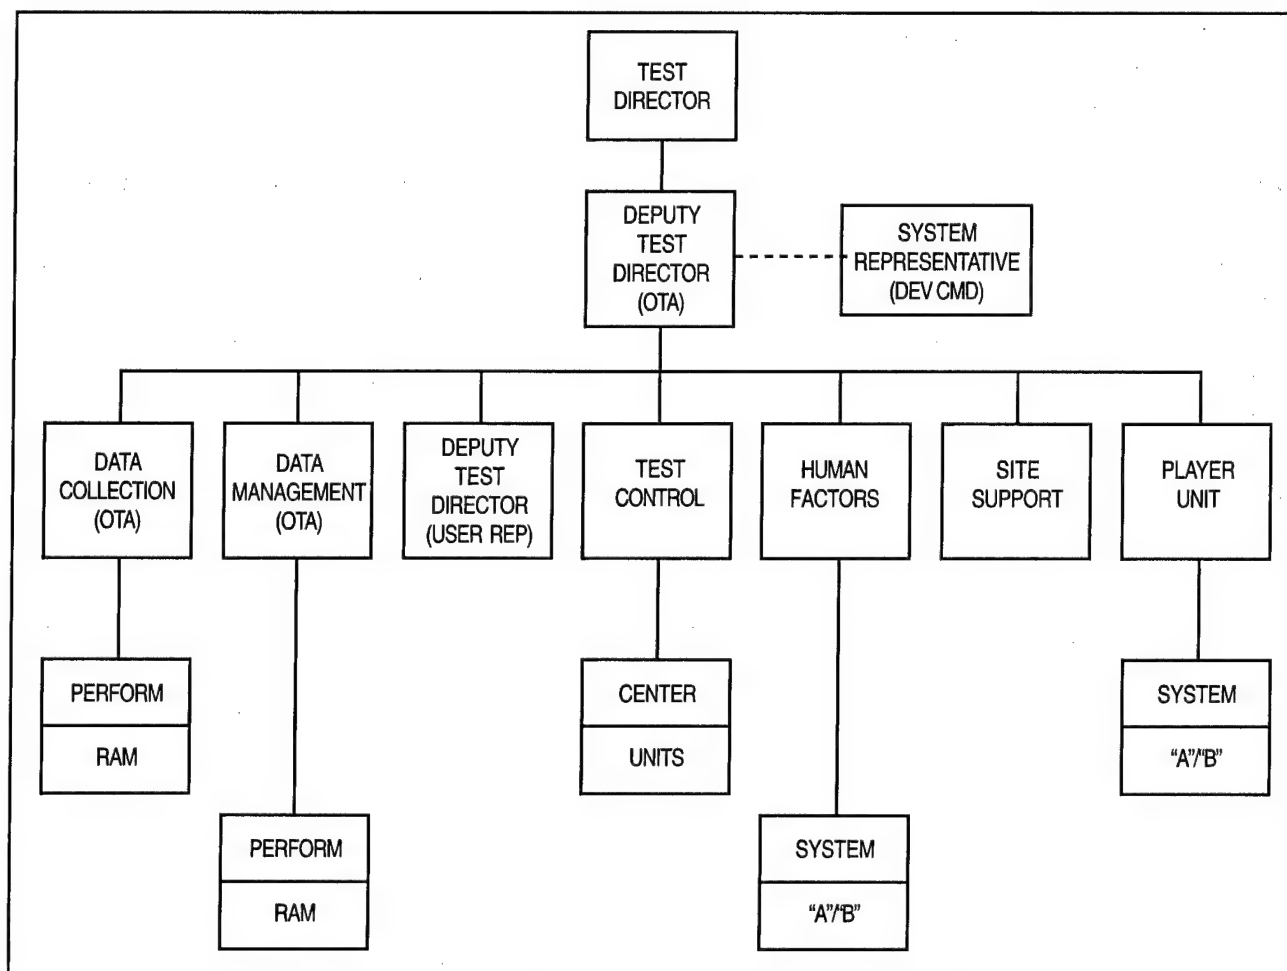 TEST
DIRECTOR
DEPUTY
TEST
DIRECTOR
(OTA)
SYSTEM
REPRESENTATIVE
(DEV CMD)
DATA
COLLECTION
(OTA)
DATA
MANAGEMENT
(OTA)
DEPUTY
TEST
DIRECTOR
(USER REP)
TEST
CONTROL
HUMAN
FACTORS
SITE
SUPPORT
PLAYER
UNIT
PERFORM
RAM
CENTER
UNITS
SYSTEM
“A”/“B”
PERFORM
RAM
SYSTEM
“A”/“B”